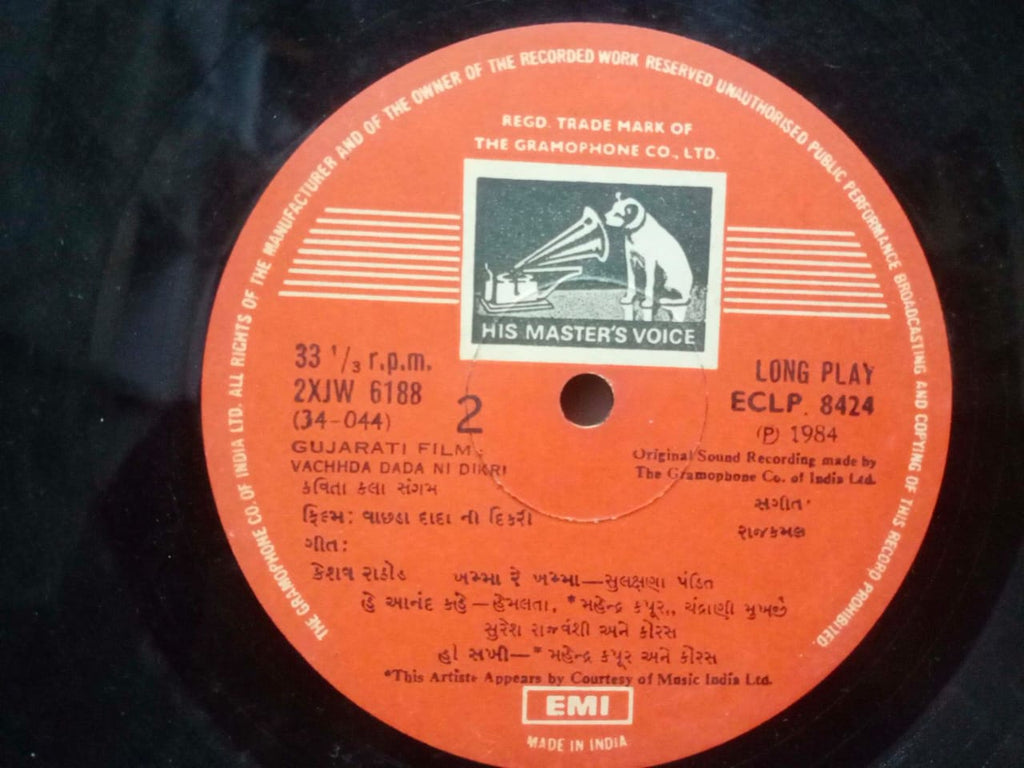 THE GRAMOPHONE CO. OF INDIA LTD. ALL RIGHTS OF THE MANUFACTURER AND OF THE OWNER OF THE RECORDED WORK RESERVED UNAUTHORISED PUBLIC PERFORMANCE BROADCASTING AND COPYING OF THIS RECORD PROHIBITED.
REGD. TRADE MARK OF
THE GRAMOPHONE CO., LTD.
HIS MASTER'S VOICE
33 1/3 r.p.m.
2XJW 6188
(34-044)
2
LONG PLAY
ECLP. 8424
(P) 1984
Original Sound Recording made by
The Gramophone Co. of India Ltd.
GUJARATI FILM:
VACHHDA DADA NI DIKRI
કવિતા કલા સંગમ
ફિલ્મ: વાછડા દાદા ની દિકરી
ગીત:
કેશવ રાઠોડ
સંગીત:
રાજકમલ
ખમ્મા રે ખમ્મા—સુલક્ષણા પંડિત
હે આનંદ કહે—હેમલતા, *મહેન્દ્ર કપૂર,, ચંદ્રાણી મુખર્જી
સુરેશ રાજવંશી અને કોરસ
હાં સખી—*મહેન્દ્ર કપૂર અને કોરસ
*This Artiste Appears by Courtesy of Music India Ltd.
EMI
MADE IN INDIA